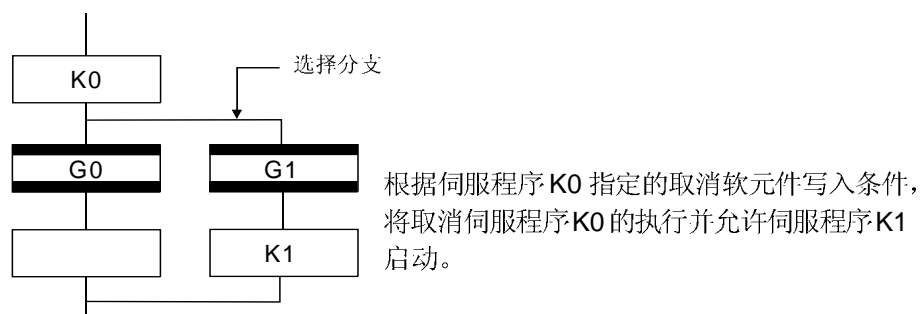 K0
选择分支
G0
G1
K1
根据伺服程序K0 指定的取消软元件写入条件，
将取消伺服程序K0 的执行并允许伺服程序K1
启动。